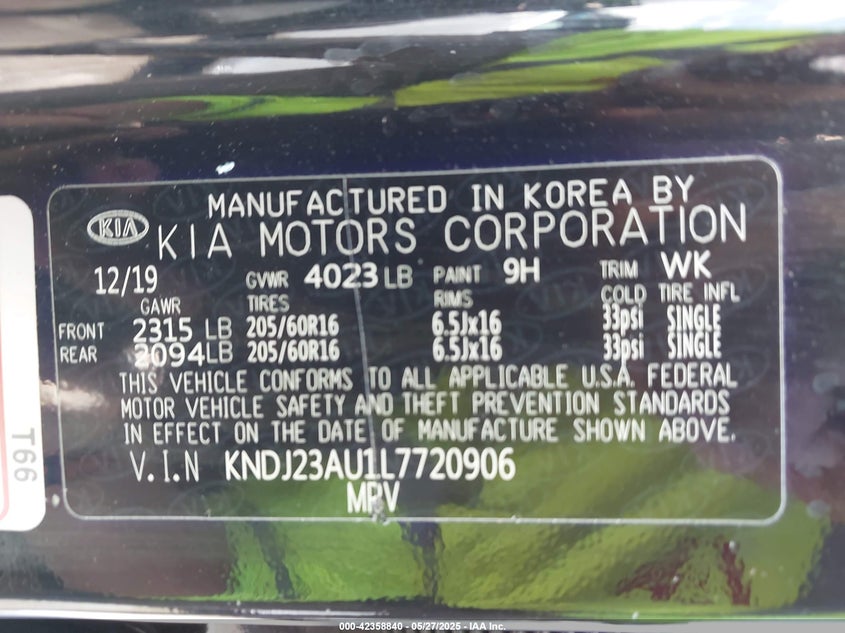 MANUFACTURED IN KOREA BY
KIA KIA MOTORS CORPORATION
12/19 GVWR 4023 LB PAINT 9H TRIM WK
GAWR TIRES RIMS COLD TIRE INFL
FRONT 2315 LB 205/60R16 6.5Jx16 33psi SINGLE
REAR 2094LB 205/60R16 6.5Jx16 33psi SINGLE
THIS VEHICLE CONFORMS TO ALL APPLICABLE U.S.A. FEDERAL
MOTOR VEHICLE SAFETY AND THEFT PREVENTION STANDARDS
IN EFFECT ON THE DATE OF MANUFACTURE SHOWN ABOVE.
V.I.N KNDJ23AU1L7720906
MPV
T66
000-42358840 - 05/27/2025 - IAA Inc.